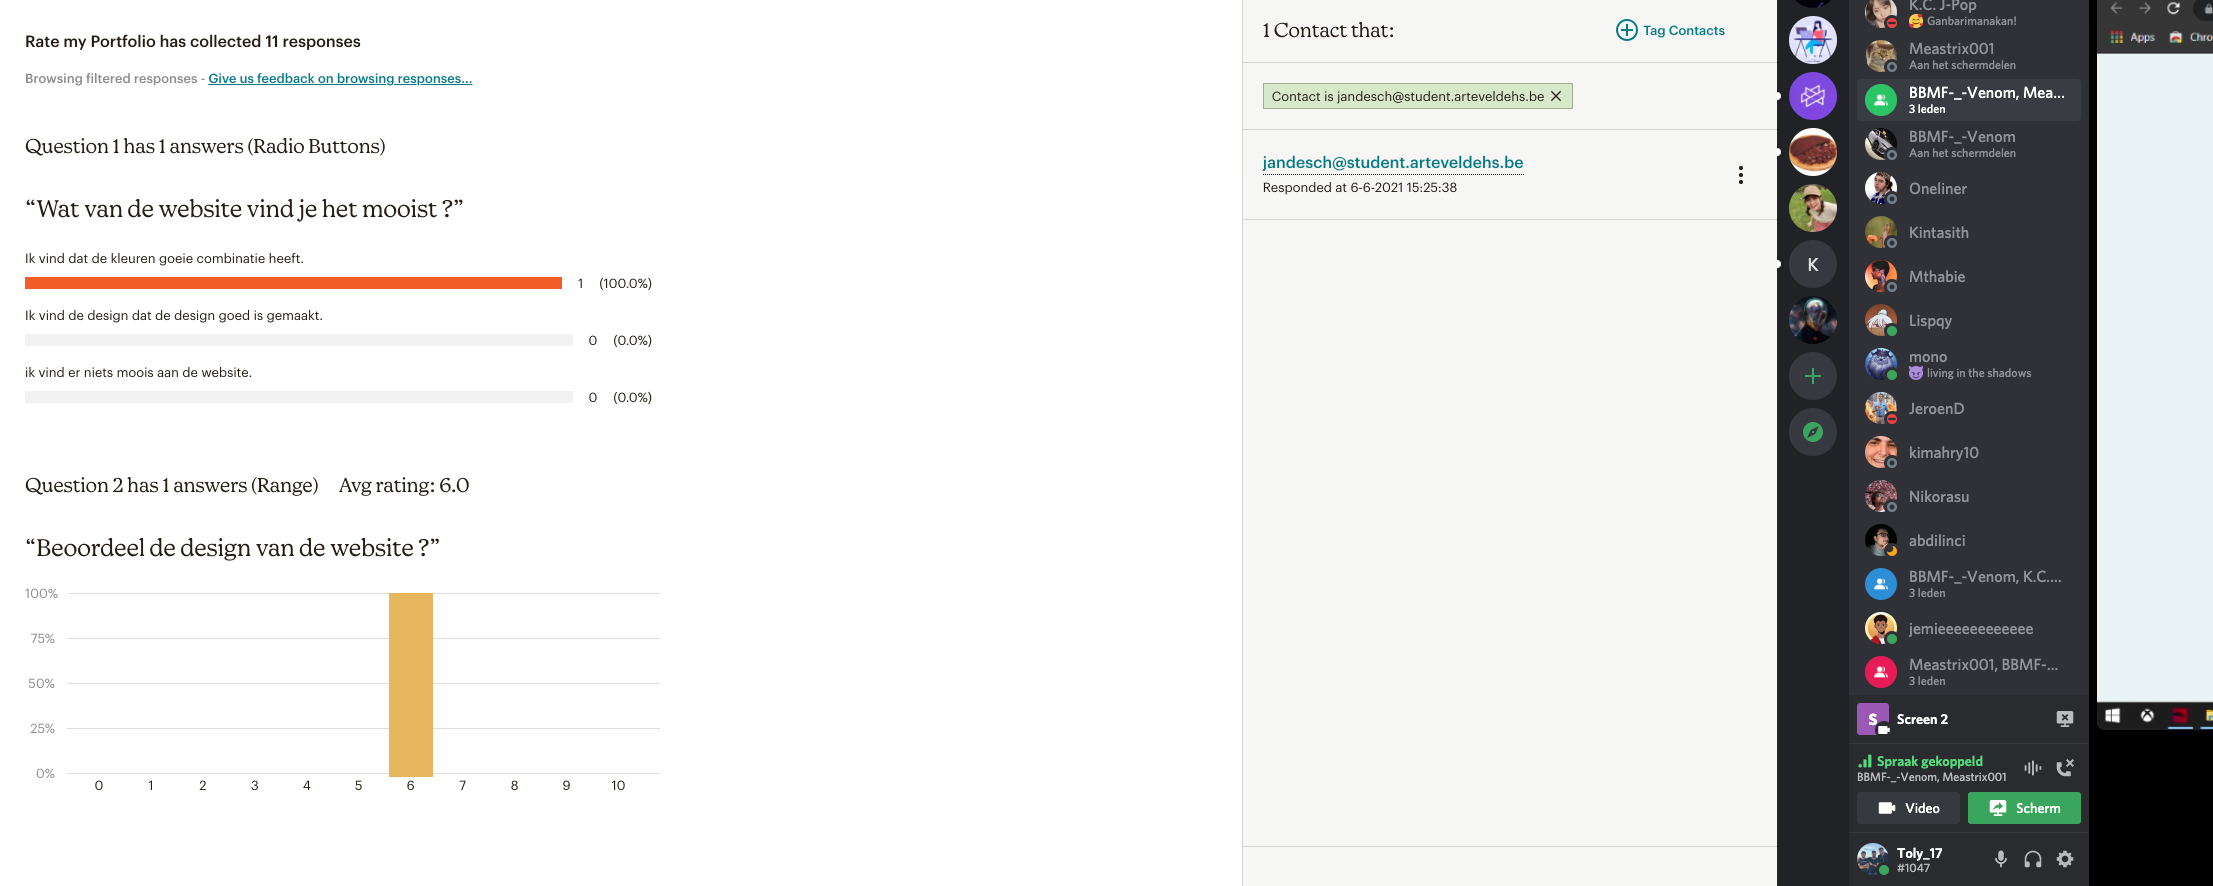 Rate my Portfolio has collected 11 responses
Browsing filtered responses - Give us feedback on browsing responses...
Question 1 has 1 answers (Radio Buttons)
“Wat van de website vind je het mooist ?”
Ik vind dat de kleuren goeie combinatie heeft.
1 (100.0%)
Ik vind de design dat de design goed is gemaakt.
0 (0.0%)
ik vind er niets moois aan de website.
0 (0.0%)
Question 2 has 1 answers (Range) Avg rating: 6.0
“Beoordeel de design van de website ?”
100%
75%
50%
25%
0%
0 1 2 3 4 5 6 7 8 9 10
1 Contact that:
Tag Contacts
Contact is jandesch@student.arteveldehs.be
jandesch@student.arteveldehs.be
Responded at 6-6-2021 15:25:38
K
K.C. J-Pop
Ganbarimanakan!
Meastrix001
Aan het schermdelen
BBMF-_-Venom, Mea...
3 leden
BBMF-_-Venom
Aan het schermdelen
Oneliner
Kintasith
Mthabie
Lispqy
mono
living in the shadows
JeroenD
kimahry10
Nikorasu
abdilinci
BBMF-_-Venom, K.C....
3 leden
jemieeeeeeeeeeee
Meastrix001, BBMF-...
3 leden
S
Screen 2
Spraak gekoppeld
BBMF-_-Venom, Meastrix001
Video
Scherm
Toly_17
#1047
Apps
Chro